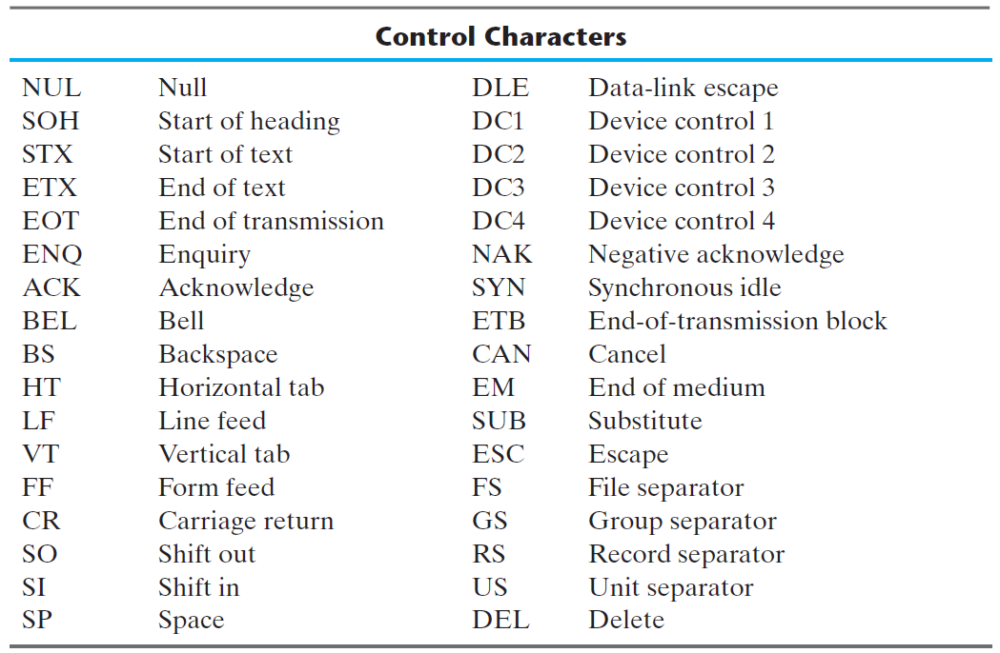 Control Characters
NUL Null DLE Data-link escape
SOH Start of heading DC1 Device control 1
STX Start of text DC2 Device control 2
ETX End of text DC3 Device control 3
EOT End of transmission DC4 Device control 4
ENQ Enquiry NAK Negative acknowledge
ACK Acknowledge SYN Synchronous idle
BEL Bell ETB End-of-transmission block
BS Backspace CAN Cancel
HT Horizontal tab EM End of medium
LF Line feed SUB Substitute
VT Vertical tab ESC Escape
FF Form feed FS File separator
CR Carriage return GS Group separator
SO Shift out RS Record separator
SI Shift in US Unit separator
SP Space DEL Delete